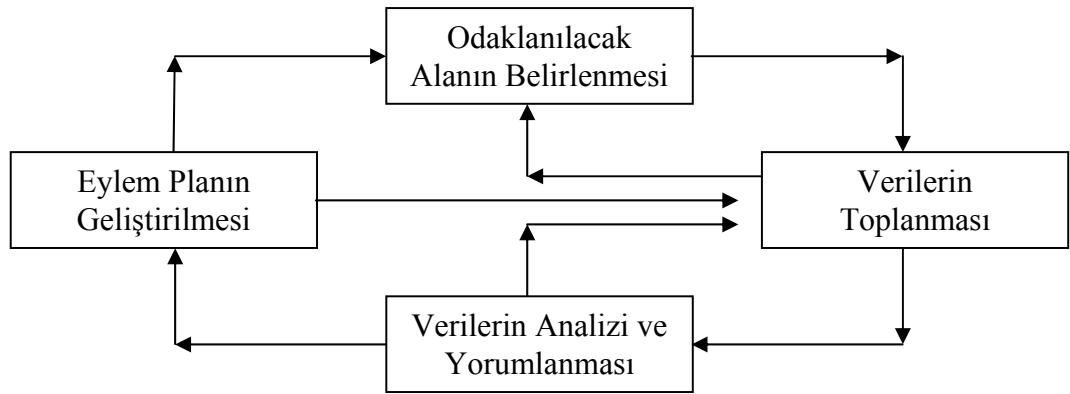 Odaklanılacak
Alanın Belirlenmesi
Eylem Planın
Geliştirilmesi
Verilerin
Toplanması
Verilerin Analizi ve
Yorumlanması